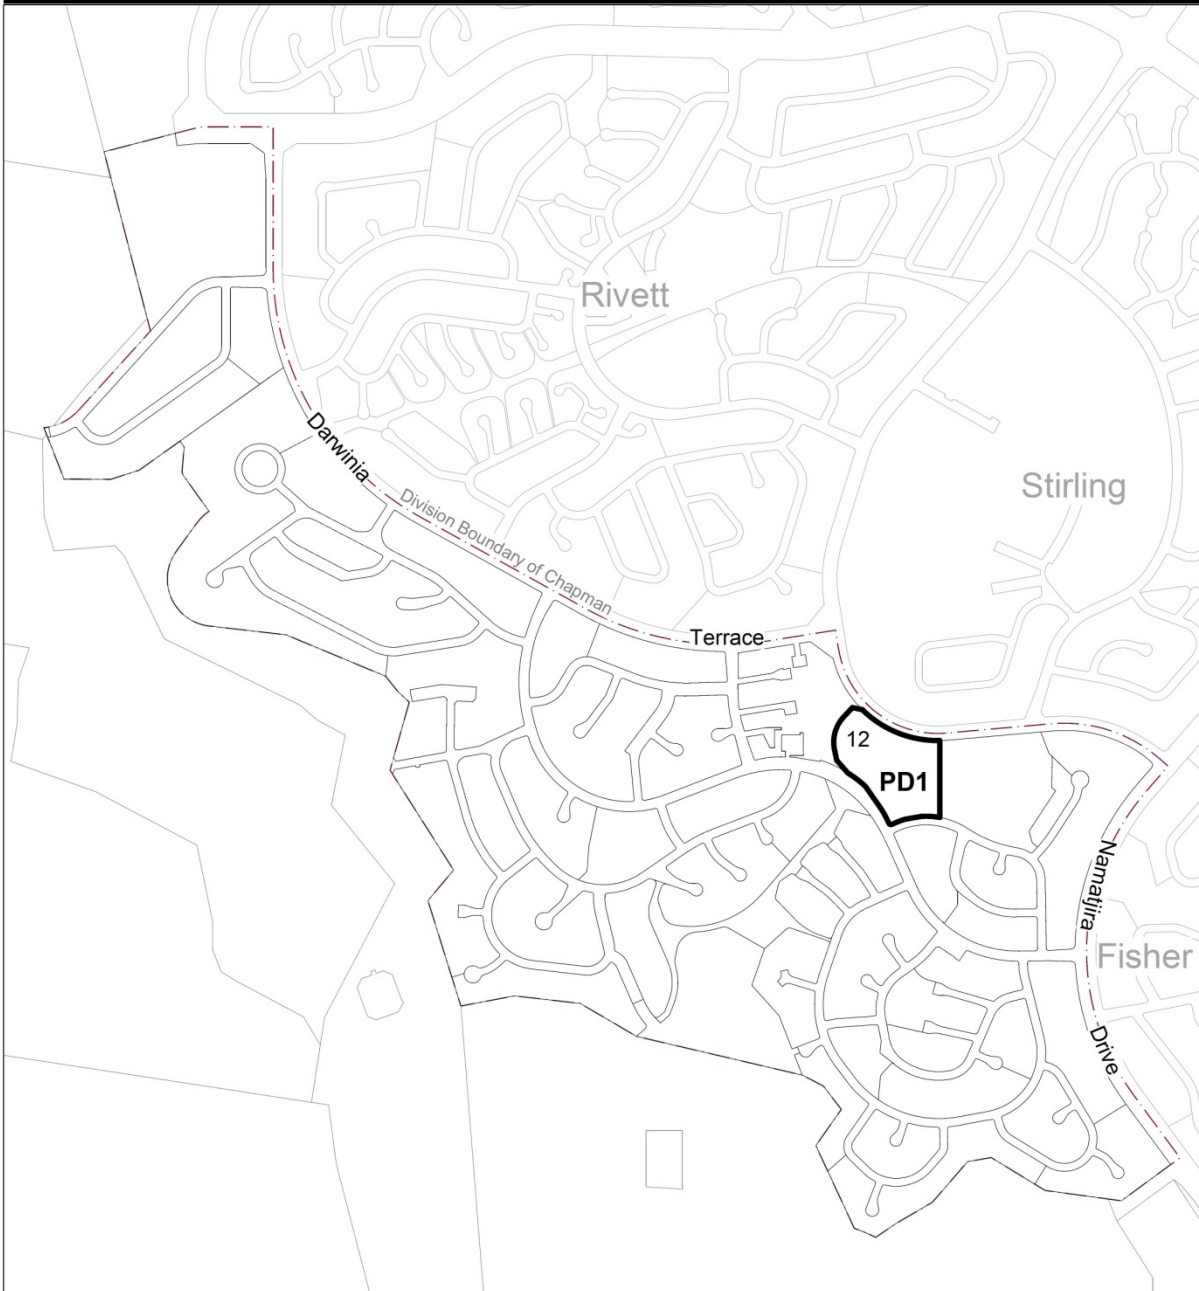 Rivett
Darwinia
Stirling
Division Boundary of Chapman
Terrace
12
PD1
Namatjira
Fisher
Drive